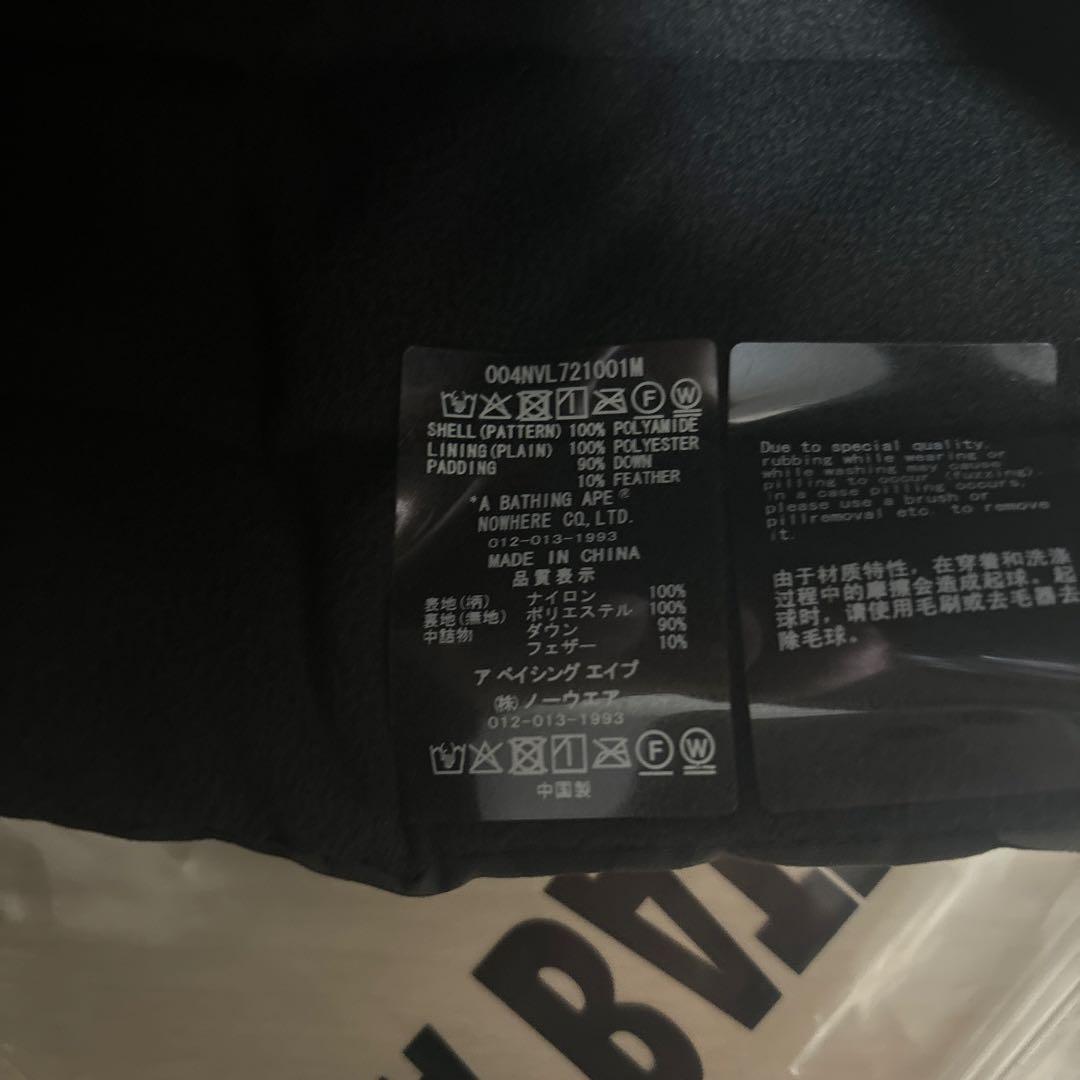 004NVL721001M
F W
SHELL(PATTERN) 100% POLYAMIDE
LINING(PLAIN) 100% POLYESTER
PADDING 90% DOWN
10% FEATHER
*A BATHING APE®
NOWHERE CO,LTD.
012-013-1993
MADE IN CHINA
品質表示
表地(柄) ナイロン 100%
裏地(無地) ポリエステル 100%
中詰物 ダウン 90%
フェザー 10%
ア ベイシング エイプ
(株)ノーウエア
012-013-1993
F W
中国製
Due to special quality,
rubbing while wearing or
while washing may cause
pilling to occur (fuzzing).
In a case pilling occurs,
please use a brush or
pillremoval etc. to remove
it.
由于材质特性，在穿着和洗涤
过程中的摩擦会造成起球。起
球时，请使用毛刷或去毛器去
除毛球。